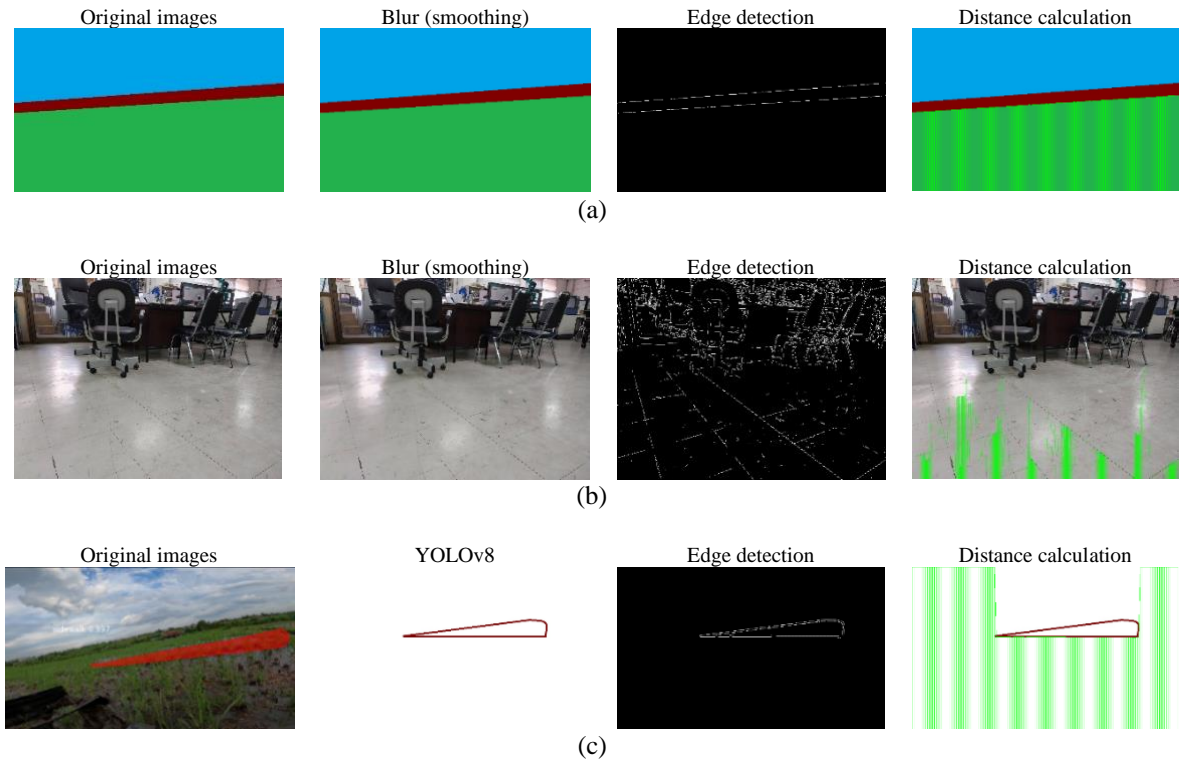 Original images Blur (smoothing) Edge detection Distance calculation
(a)
Original images Blur (smoothing) Edge detection Distance calculation
(b)
Original images YOLOv8 Edge detection Distance calculation
(c)